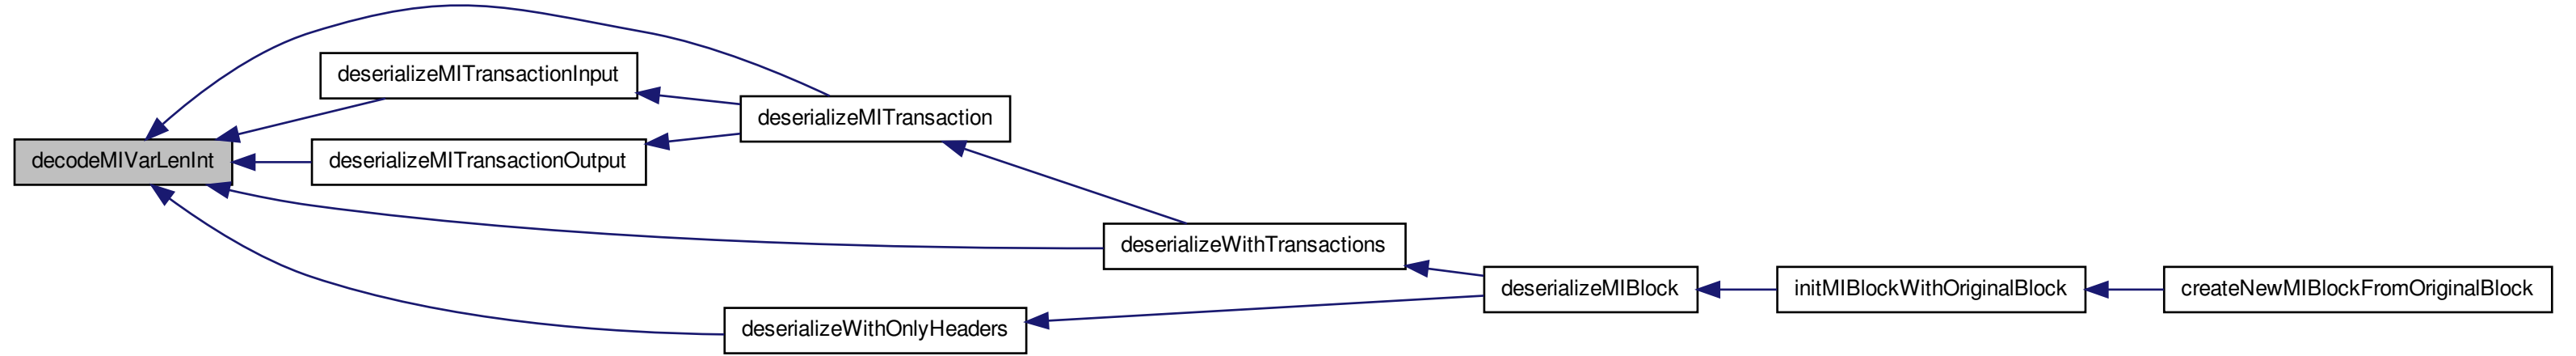 deserializeMITransactionInput
deserializeMITransaction
decodeMIVarLenInt
deserializeMITransactionOutput
deserializeWithTransactions
deserializeMIBlock
initMIBlockWithOriginalBlock
createNewMIBlockFromOriginalBlock
deserializeWithOnlyHeaders